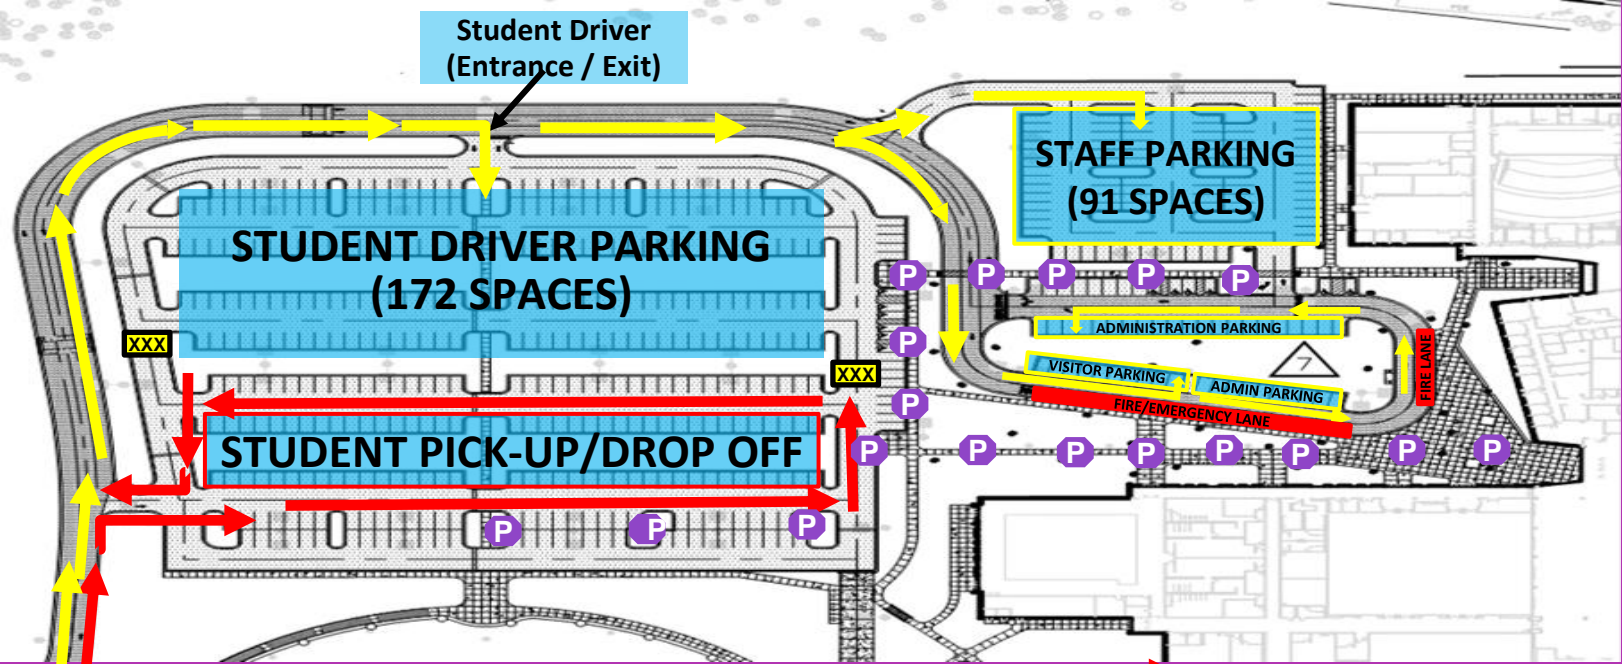 Student Driver
(Entrance / Exit)
STAFF PARKING
(91 SPACES)
STUDENT DRIVER PARKING
(172 SPACES)
P
P
P
P
P
ADMINISTRATION PARKING
XXX
P
7
XXX
VISITOR PARKING
ADMIN PARKING
FIRE LANE
P
FIRE/EMERGENCY LANE
STUDENT PICK-UP/DROP OFF
P
P
P
P
P
P
P
P
P
P
P